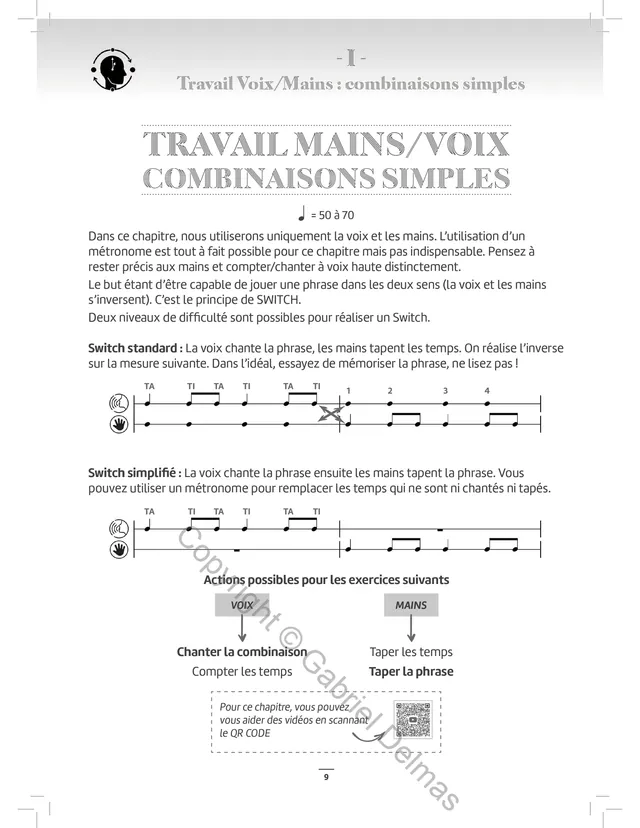 - I -
Travail Voix/Mains : combinaisons simples
TRAVAIL MAINS/VOIX
COMBINAISONS SIMPLES
= 50 à 70
Dans ce chapitre, nous utiliserons uniquement la voix et les mains. L'utilisation d'un
métronome est tout à fait possible pour ce chapitre mais pas indispensable. Pensez à
rester précis aux mains et compter/chanter à voix haute distinctement.
Le but étant d'être capable de jouer une phrase dans les deux sens (la voix et les mains
s'inversent). C'est le principe de SWITCH.
Deux niveaux de difficulté sont possibles pour réaliser un Switch.
Switch standard : La voix chante la phrase, les mains tapent les temps. On réalise l'inverse
sur la mesure suivante. Dans l'idéal, essayez de mémoriser la phrase, ne lisez pas !
TA TI TA TI TA TI 1 2 3 4
Switch simplifié : La voix chante la phrase ensuite les mains tapent la phrase. Vous
pouvez utiliser un métronome pour remplacer les temps qui ne sont ni chantés ni tapés.
TA TI TA TI TA TI
Actions possibles pour les exercices suivants
VOIX MAINS
Chanter la combinaison Taper les temps
Compter les temps Taper la phrase
Pour ce chapitre, vous pouvez
vous aider des vidéos en scannant
le QR CODE
9
Copyright © Gabriel Delmas